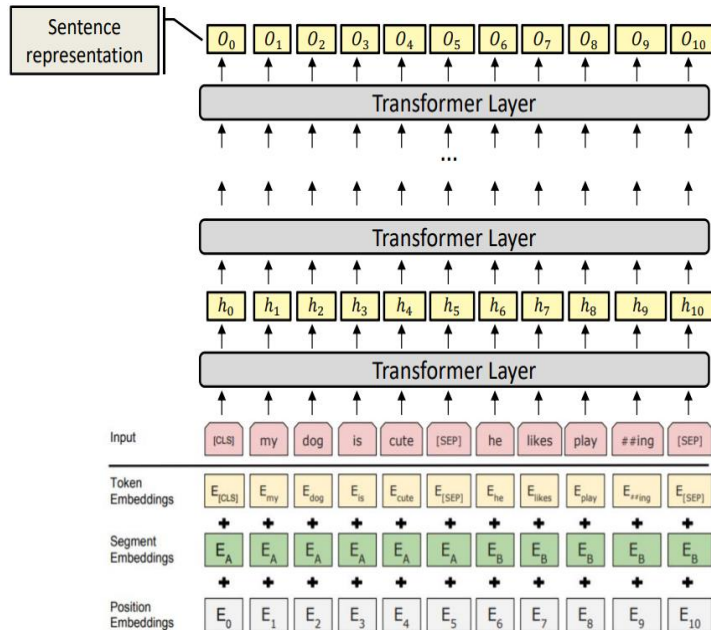 Sentence
representation
O0 O1 O2 O3 O4 O5 O6 O7 O8 O9 O10
Transformer Layer
...
Transformer Layer
h0 h1 h2 h3 h4 h5 h6 h7 h8 h9 h10
Transformer Layer
Input [CLS] my dog is cute [SEP] he likes play ##ing [SEP]
Token
Embeddings
E[CLS] Emy Edog Eis Ecute E[SEP] Ehe Elikes Eplay E##ing E[SEP]
+ + + + + + + + + + +
Segment
Embeddings
EA EA EA EA EA EA EB EB EB EB EB
+ + + + + + + + + + +
Position
Embeddings
E0 E1 E2 E3 E4 E5 E6 E7 E8 E9 E10